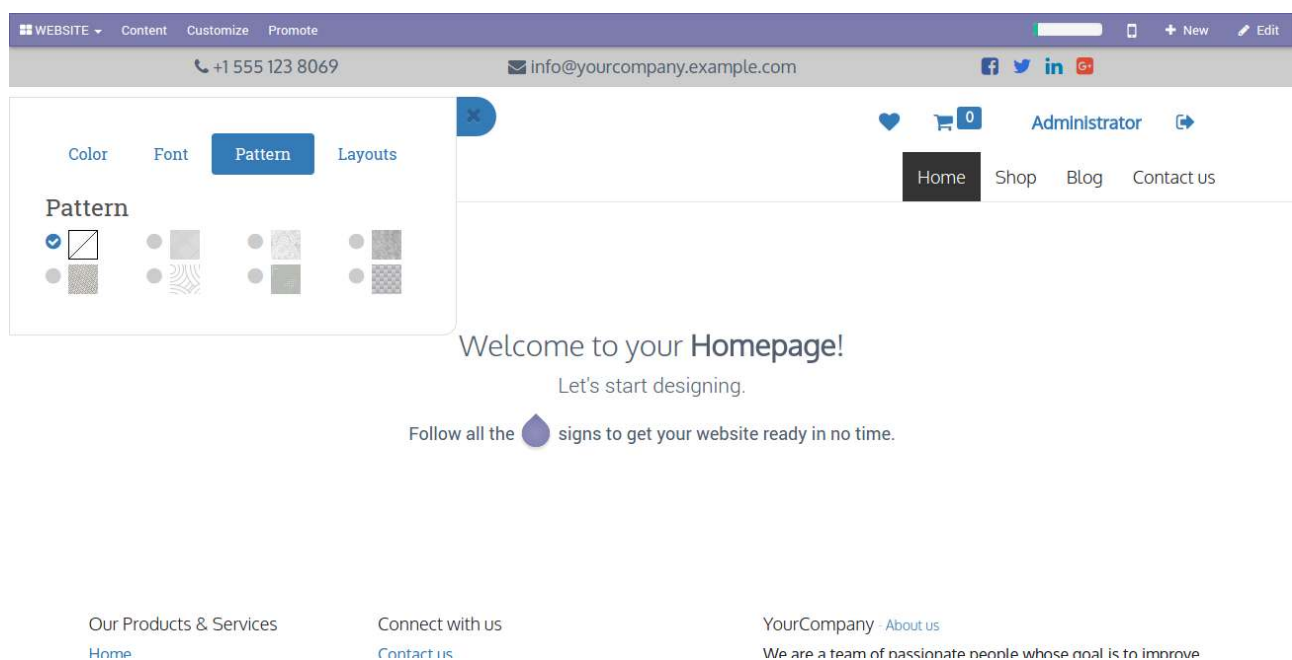 WEBSITE Content Customize Promote New Edit
+1 555 123 8069 info@yourcompany.example.com
0 Administrator
Color Font Pattern Layouts
Home Shop Blog Contact us
Pattern
Welcome to your Homepage!
Let's start designing.
Follow all the signs to get your website ready in no time.
Our Products & Services Connect with us YourCompany - About us
Home Contact us We are a team of passionate people whose goal is to improve